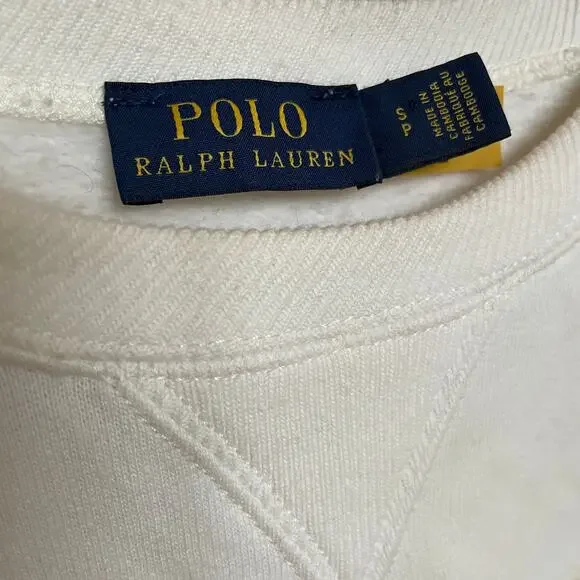 POLO
RALPH LAUREN
S
P
MADE IN
CAMBODIA
FABRIQUÉ AU
CAMBODGE